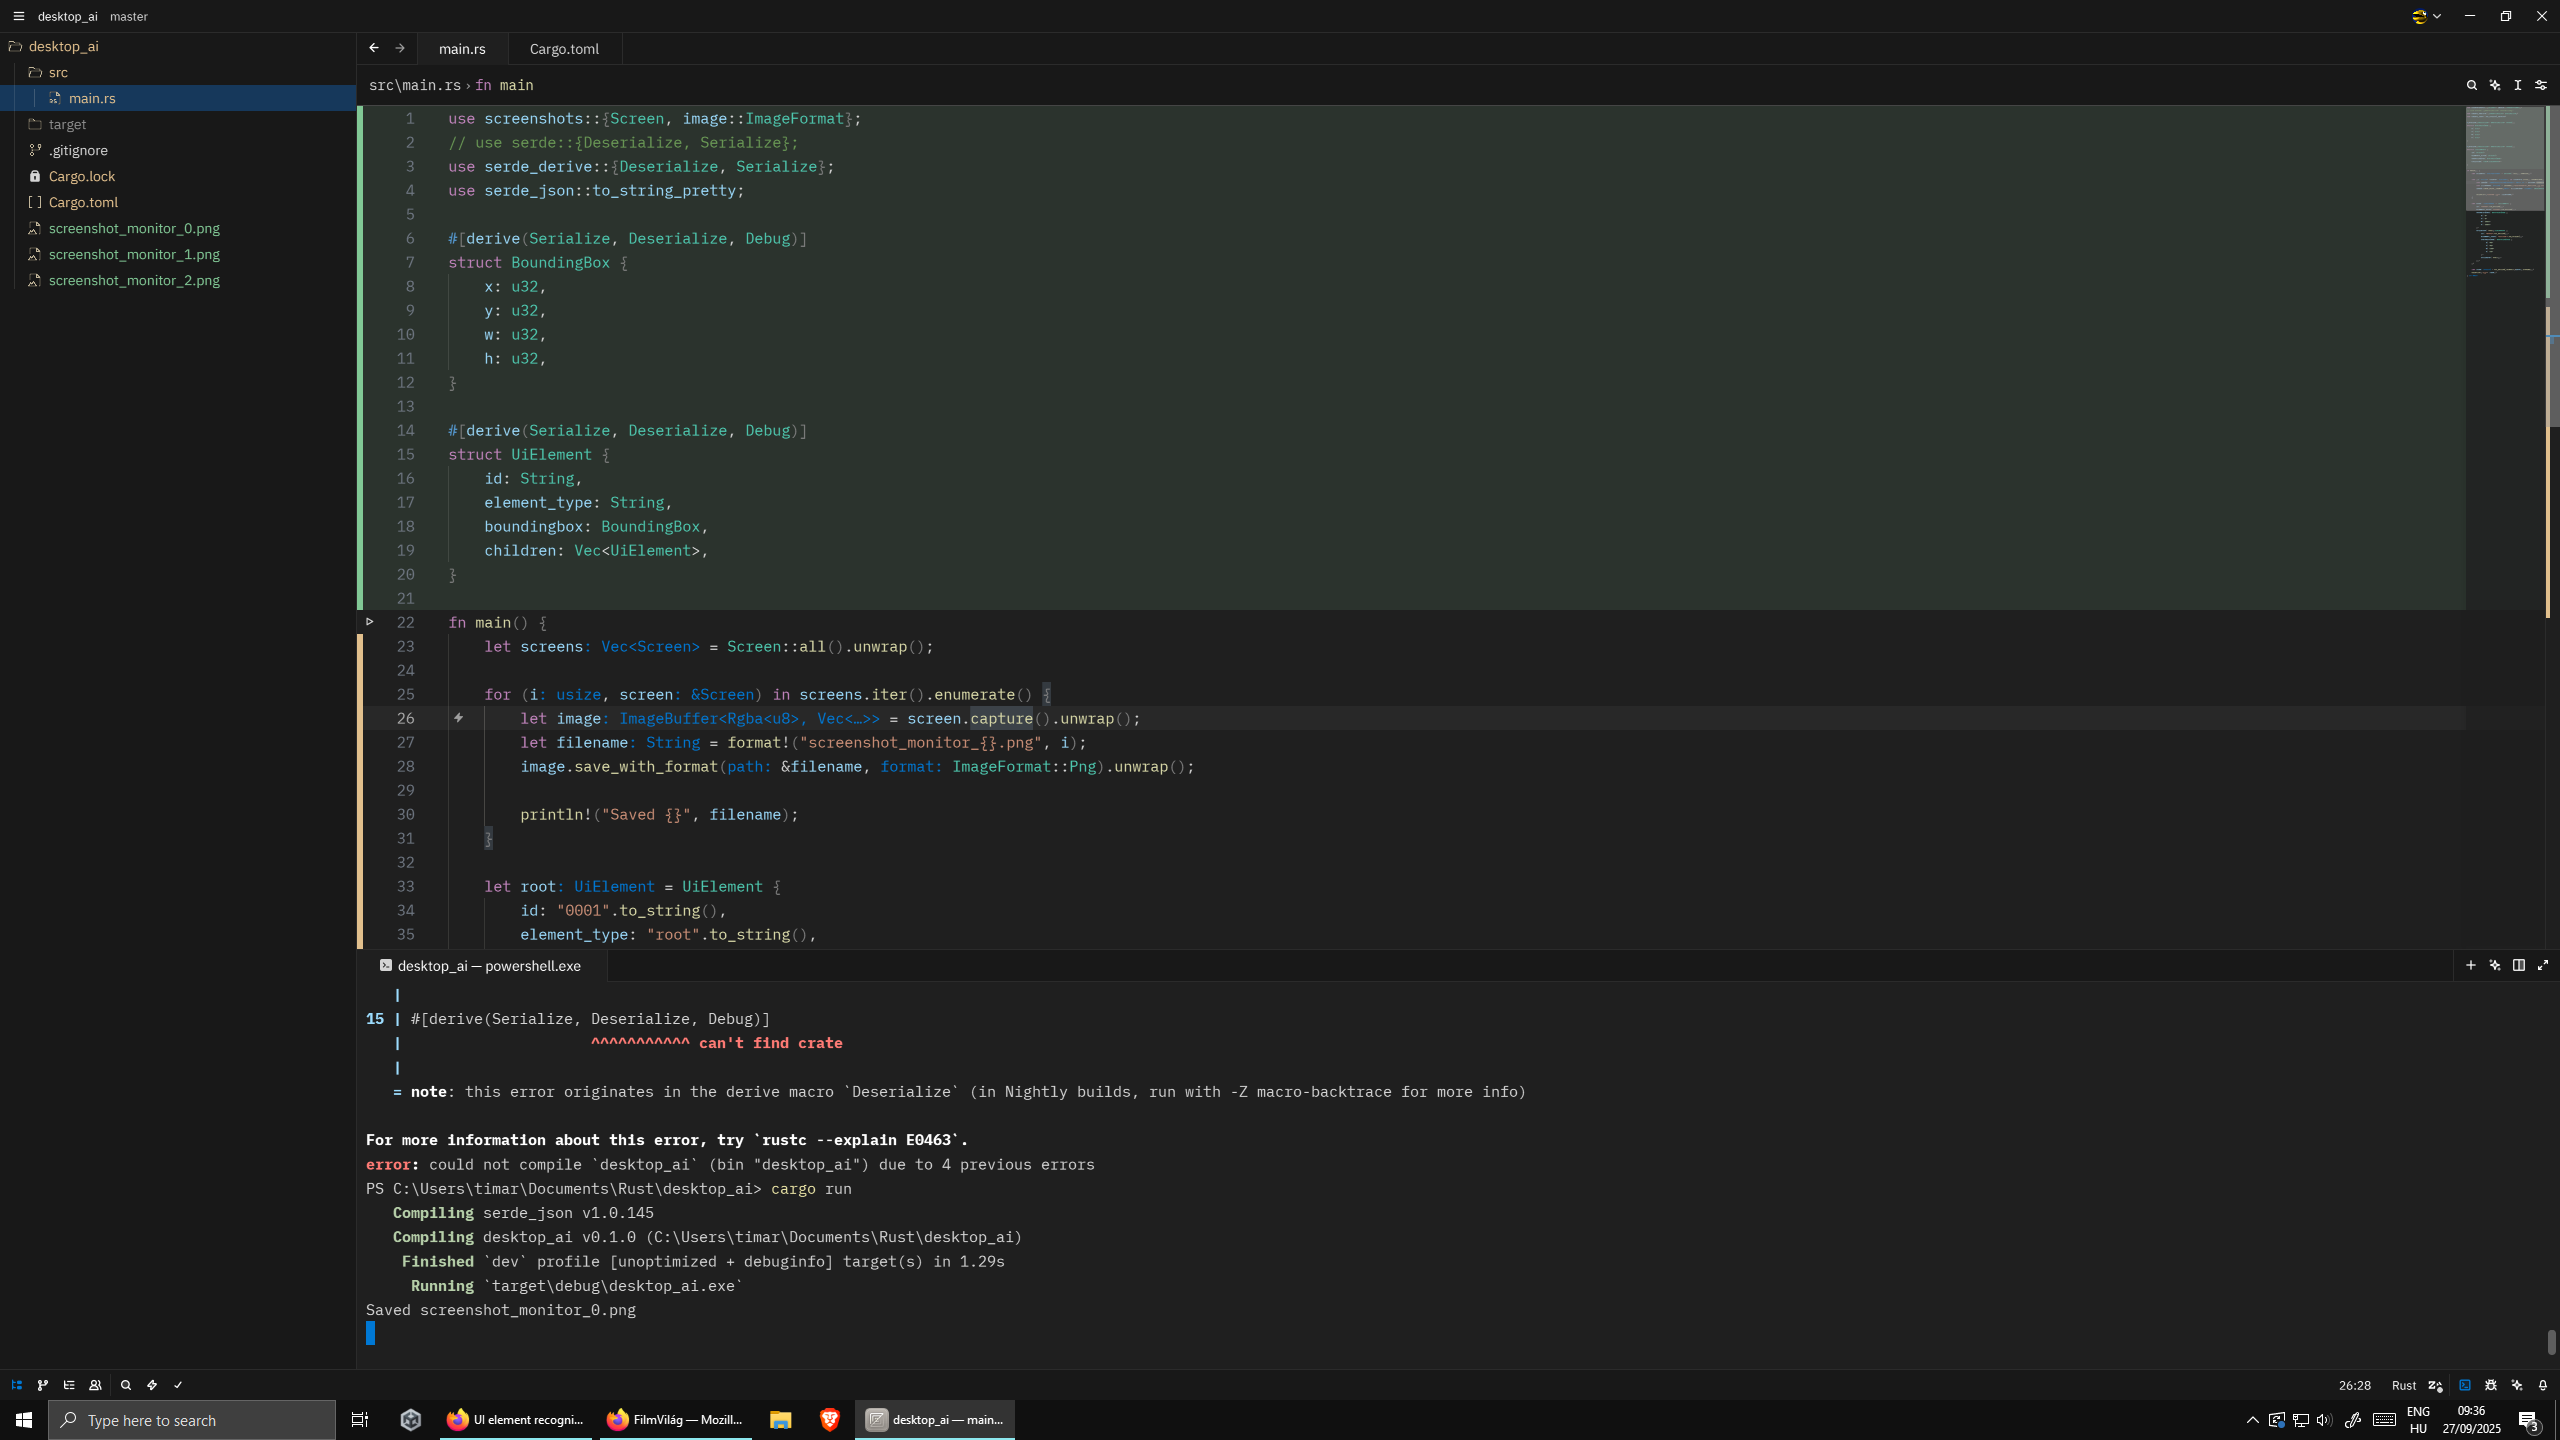 desktop_ai master
desktop_ai
src
main.rs
target
.gitignore
Cargo.lock
Cargo.toml
screenshot_monitor_0.png
screenshot_monitor_1.png
screenshot_monitor_2.png
main.rs Cargo.toml
src\main.rs › fn main
1 use screenshots::{Screen, image::ImageFormat};
2 // use serde::{Deserialize, Serialize};
3 use serde_derive::{Deserialize, Serialize};
4 use serde_json::to_string_pretty;
5
6 #[derive(Serialize, Deserialize, Debug)]
7 struct BoundingBox {
8 x: u32,
9 y: u32,
10 w: u32,
11 h: u32,
12 }
13
14 #[derive(Serialize, Deserialize, Debug)]
15 struct UiElement {
16 id: String,
17 element_type: String,
18 boundingbox: BoundingBox,
19 children: Vec<UiElement>,
20 }
21
22 fn main() {
23 let screens: Vec<Screen> = Screen::all().unwrap();
24
25 for (i: usize, screen: &Screen) in screens.iter().enumerate() {
26 let image: ImageBuffer<Rgba<u8>, Vec<…>> = screen.capture().unwrap();
27 let filename: String = format!("screenshot_monitor_{}.png", i);
28 image.save_with_format(path: &filename, format: ImageFormat::Png).unwrap();
29
30 println!("Saved {}", filename);
31 }
32
33 let root: UiElement = UiElement {
34 id: "0001".to_string(),
35 element_type: "root".to_string(),
desktop_ai — powershell.exe
|
15 | #[derive(Serialize, Deserialize, Debug)]
| ^^^^^^^^^^^ can't find crate
|
= note: this error originates in the derive macro `Deserialize` (in Nightly builds, run with -Z macro-backtrace for more info)
For more information about this error, try `rustc --explain E0463`.
error: could not compile `desktop_ai` (bin "desktop_ai") due to 4 previous errors
PS C:\Users\timar\Documents\Rust\desktop_ai> cargo run
Compiling serde_json v1.0.145
Compiling desktop_ai v0.1.0 (C:\Users\timar\Documents\Rust\desktop_ai)
Finished `dev` profile [unoptimized + debuginfo] target(s) in 1.29s
Running `target\debug\desktop_ai.exe`
Saved screenshot_monitor_0.png
26:28 Rust
Type here to search
UI element recogni...
FilmVilág — Mozill...
desktop_ai — main...
ENG
HU
09:36
27/09/2025
3